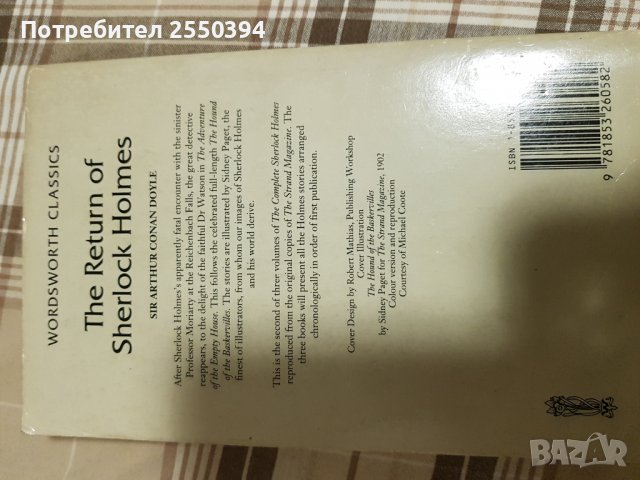 Потребител 2550394
WORDSWORTH CLASSICS
The Return of
Sherlock Holmes
SIR ARTHUR CONAN DOYLE
After Sherlock Holmes's apparently fatal encounter with the sinister
Professor Moriarty at the Reichenbach Falls, the great detective
reappears, to the delight of the faithful Dr Watson in The Adventure
of the Empty House. This follows the celebrated full-length The Hound
of the Baskervilles. The stories are illustrated by Sidney Paget, the
finest of illustrators, from whom our images of Sherlock Holmes
and his world derive.
This is the second of three volumes of The Complete Sherlock Holmes
reproduced from the original copies of The Strand Magazine. The
three books will present all the Holmes stories arranged
chronologically in order of first publication.
Cover Design by Robert Mathias, Publishing Workshop
Cover Illustration
The Hound of the Baskervilles
by Sidney Paget for The Strand Magazine, 1902
Colour version and reproduction
Courtesy of Michael Coote
ISBN
9 781853 260582
BAZAR